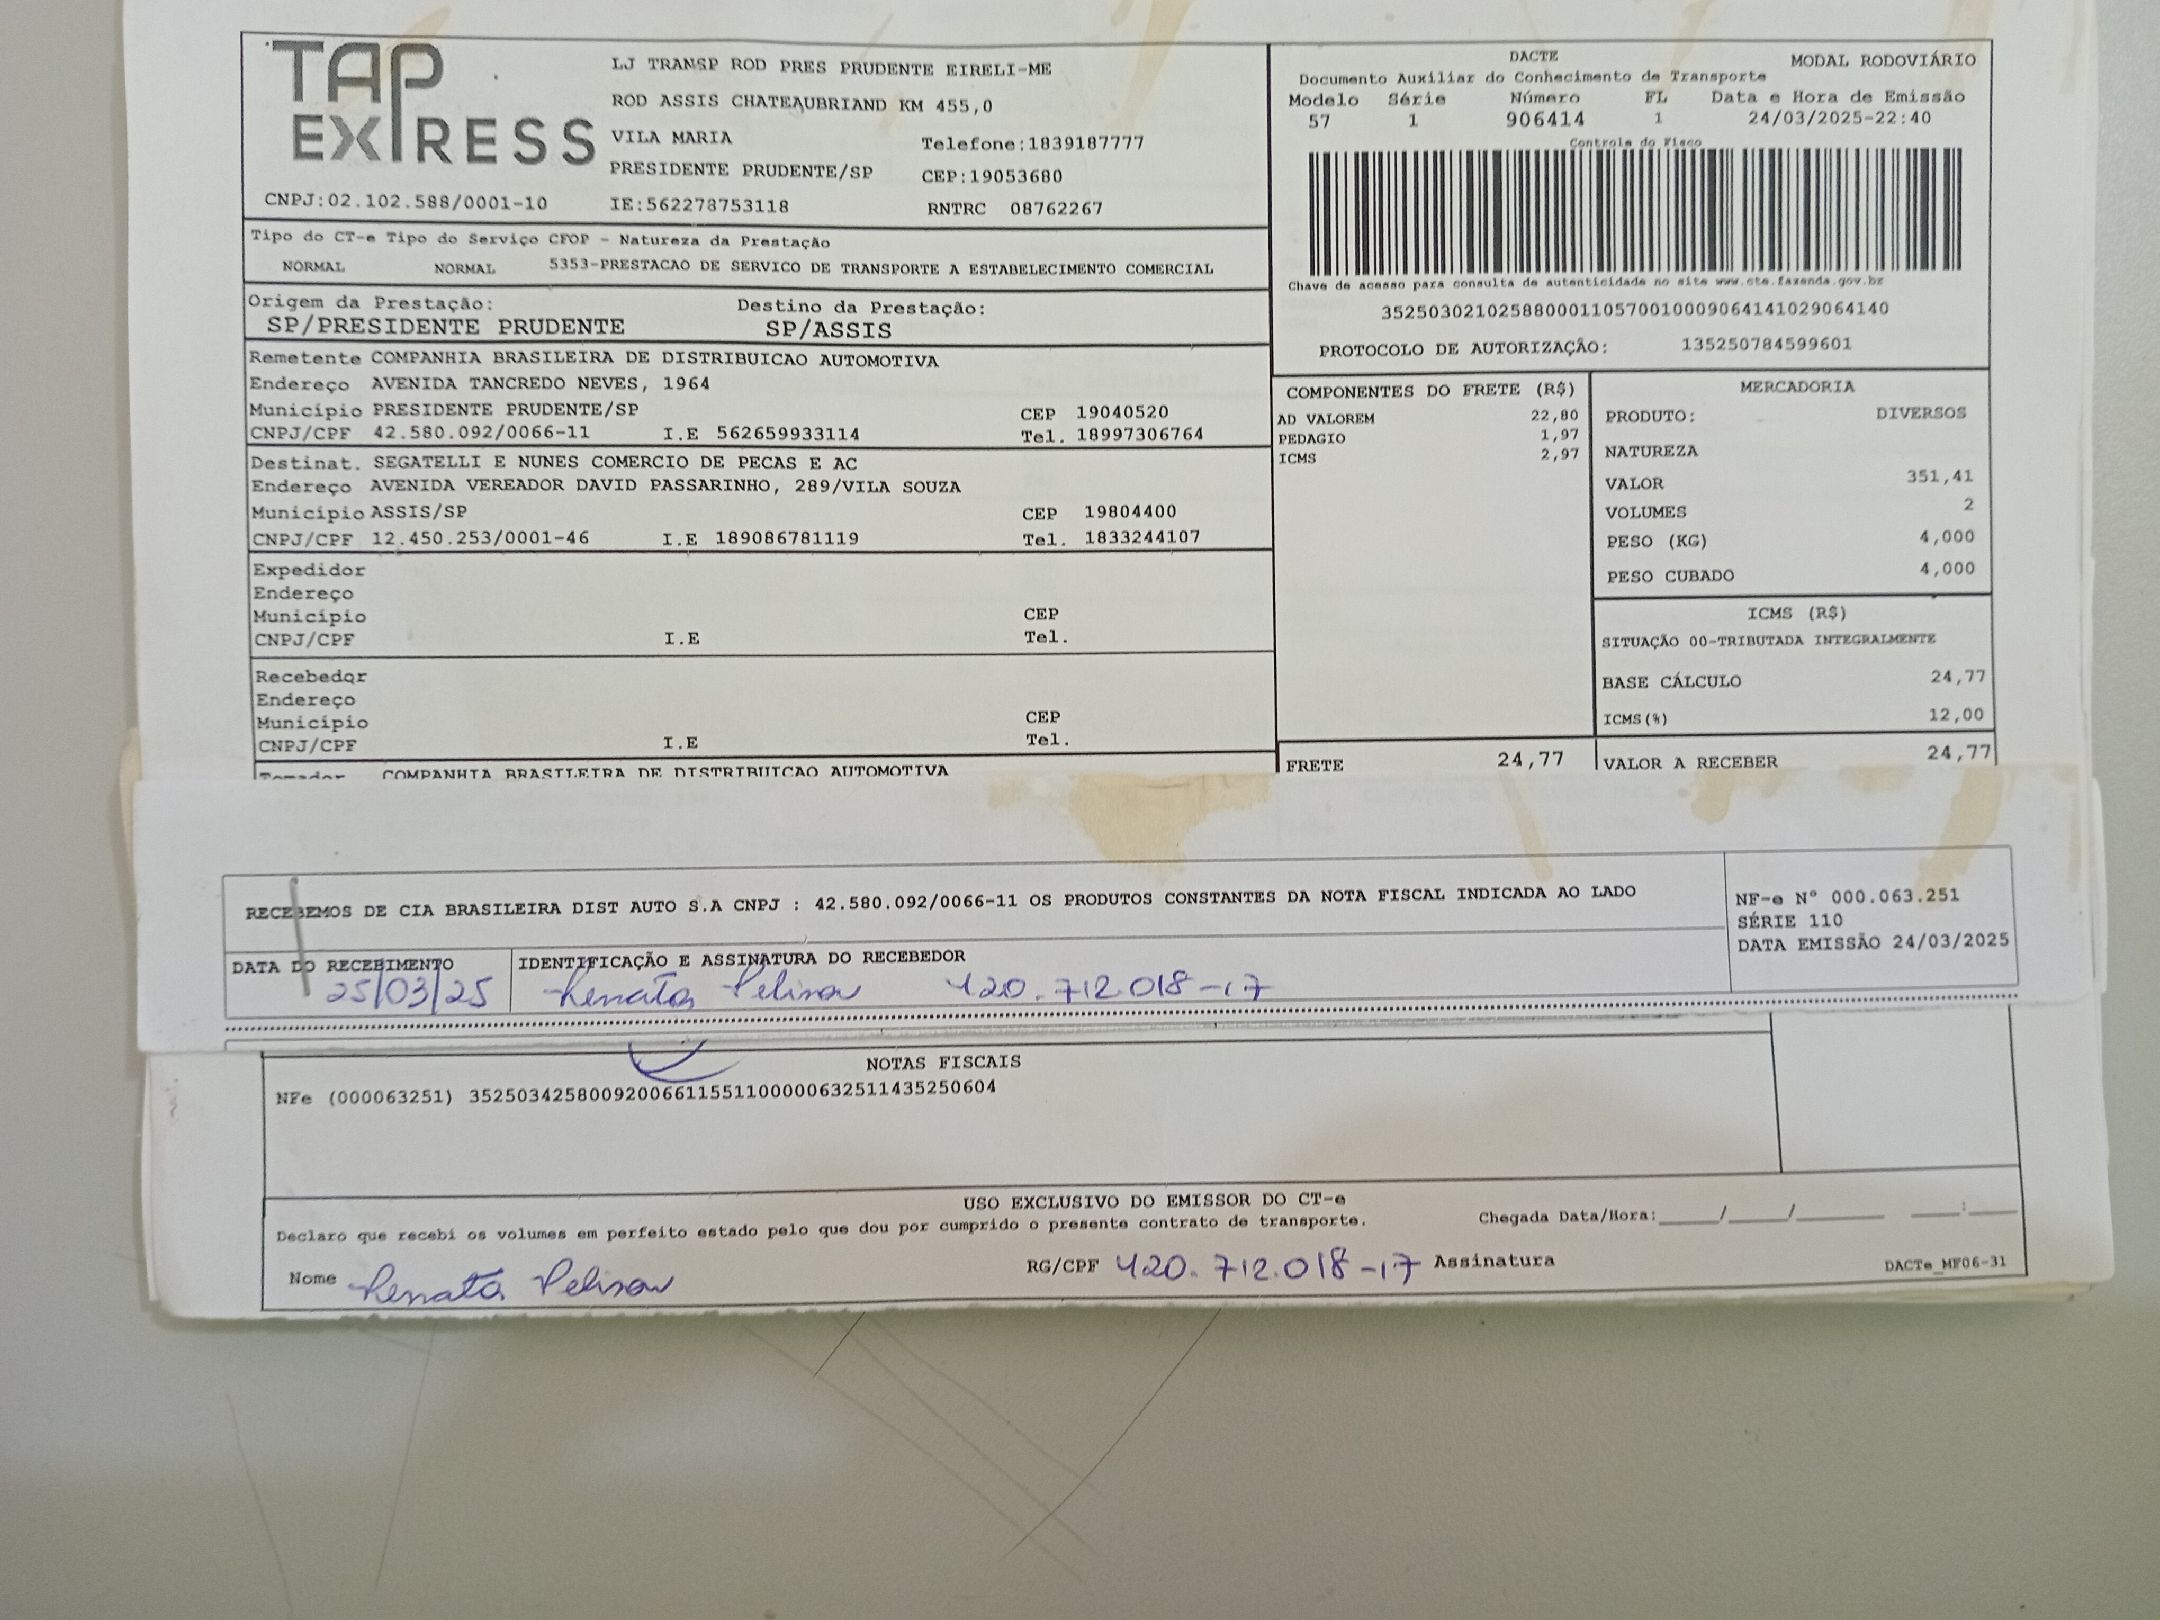 TAP EXPRESS
LJ TRANSP ROD PRES PRUDENTE EIRELI-ME
ROD ASSIS CHATEAUBRIAND KM 455,0
VILA MARIA Telefone:1839187777
PRESIDENTE PRUDENTE/SP CEP:19053680
CNPJ:02.102.588/0001-10 IE:562278753118 RNTRC 08762267
DACTE MODAL RODOVIÁRIO
Documento Auxiliar do Conhecimento de Transporte
Modelo Série Número FL Data e Hora de Emissão
57 1 906414 1 24/03/2025-22:40
Controle do Fisco
Chave de acesso para consulta de autenticidade no site www.cte.fazenda.gov.br
35250302102588000110570010009064141029064140
PROTOCOLO DE AUTORIZAÇÃO: 135250784599601
Tipo do CT-e Tipo do Serviço CFOP - Natureza da Prestação
NORMAL NORMAL 5353-PRESTACAO DE SERVICO DE TRANSPORTE A ESTABELECIMENTO COMERCIAL
Origem da Prestação: Destino da Prestação:
SP/PRESIDENTE PRUDENTE SP/ASSIS
Remetente COMPANHIA BRASILEIRA DE DISTRIBUICAO AUTOMOTIVA
Endereço AVENIDA TANCREDO NEVES, 1964
Município PRESIDENTE PRUDENTE/SP CEP 19040520
CNPJ/CPF 42.580.092/0066-11 I.E 562659933114 Tel. 18997306764
Destinat. SEGATELLI E NUNES COMERCIO DE PECAS E AC
Endereço AVENIDA VEREADOR DAVID PASSARINHO, 289/VILA SOUZA
Município ASSIS/SP CEP 19804400
CNPJ/CPF 12.450.253/0001-46 I.E 189086781119 Tel. 1833244107
Expedidor
Endereço
Município CEP
CNPJ/CPF I.E Tel.
Recebedor
Endereço
Município CEP
CNPJ/CPF I.E Tel.
Tomador COMPANHIA BRASILEIRA DE DISTRIBUICAO AUTOMOTIVA
COMPONENTES DO FRETE (R$)
AD VALOREM 22,80
PEDAGIO 1,97
ICMS 2,97
FRETE 24,77
MERCADORIA
PRODUTO: DIVERSOS
NATUREZA
VALOR 351,41
VOLUMES 2
PESO (KG) 4,000
PESO CUBADO 4,000
ICMS (R$)
SITUAÇÃO 00-TRIBUTADA INTEGRALMENTE
BASE CÁLCULO 24,77
ICMS(%) 12,00
VALOR A RECEBER 24,77
RECEBEMOS DE CIA BRASILEIRA DIST AUTO S.A CNPJ : 42.580.092/0066-11 OS PRODUTOS CONSTANTES DA NOTA FISCAL INDICADA AO LADO
NF-e N° 000.063.251
SÉRIE 110
DATA EMISSÃO 24/03/2025
DATA DO RECEBIMENTO IDENTIFICAÇÃO E ASSINATURA DO RECEBEDOR
25/03/25 Renata Pelison 420.712.018-17
NOTAS FISCAIS
NFe (000063251) 35250342580092006611551100000632511435250604
USO EXCLUSIVO DO EMISSOR DO CT-e
Declaro que recebi os volumes em perfeito estado pelo que dou por cumprido o presente contrato de transporte. Chegada Data/Hora:____/____/______ ___:___
Nome Renata Pelison RG/CPF 420.712.018-17 Assinatura DACTe_MF06-31